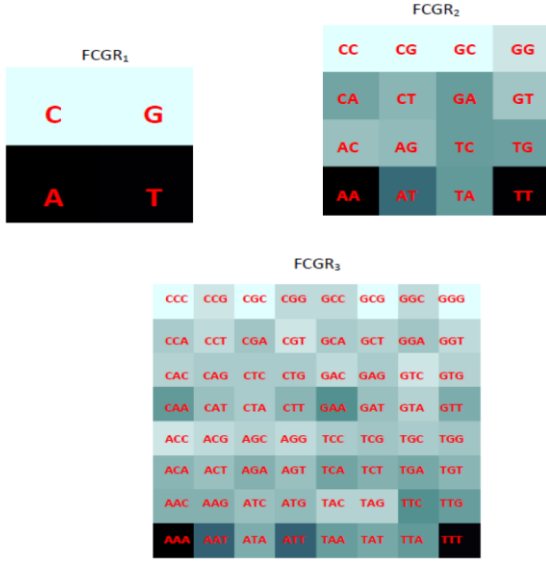 FCGR₁
C G
A T
FCGR₂
CC CG GC GG
CA CT GA GT
AC AG TC TG
AA AT TA TT
FCGR₃
CCC CCG CGC CGG GCC GCG GGC GGG
CCA CCT CGA CGT GCA GCT GGA GGT
CAC CAG CTC CTG GAC GAG GTC GTG
CAA CAT CTA CTT GAA GAT GTA GTT
ACC ACG AGC AGG TCC TCG TGC TGG
ACA ACT AGA AGT TCA TCT TGA TGT
AAC AAG ATC ATG TAC TAG TTC TTG
AAA AAT ATA ATT TAA TAT TTA TTT